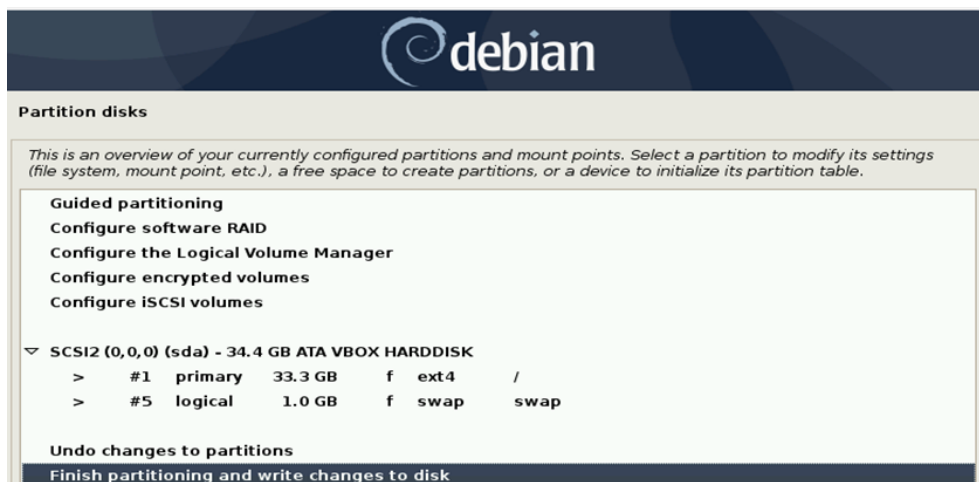 debian
Partition disks
This is an overview of your currently configured partitions and mount points. Select a partition to modify its settings
(file system, mount point, etc.), a free space to create partitions, or a device to initialize its partition table.
Guided partitioning
Configure software RAID
Configure the Logical Volume Manager
Configure encrypted volumes
Configure iSCSI volumes
SCSI2 (0,0,0) (sda) - 34.4 GB ATA VBOX HARDDISK
> #1 primary 33.3 GB f ext4 /
> #5 logical 1.0 GB f swap swap
Undo changes to partitions
Finish partitioning and write changes to disk